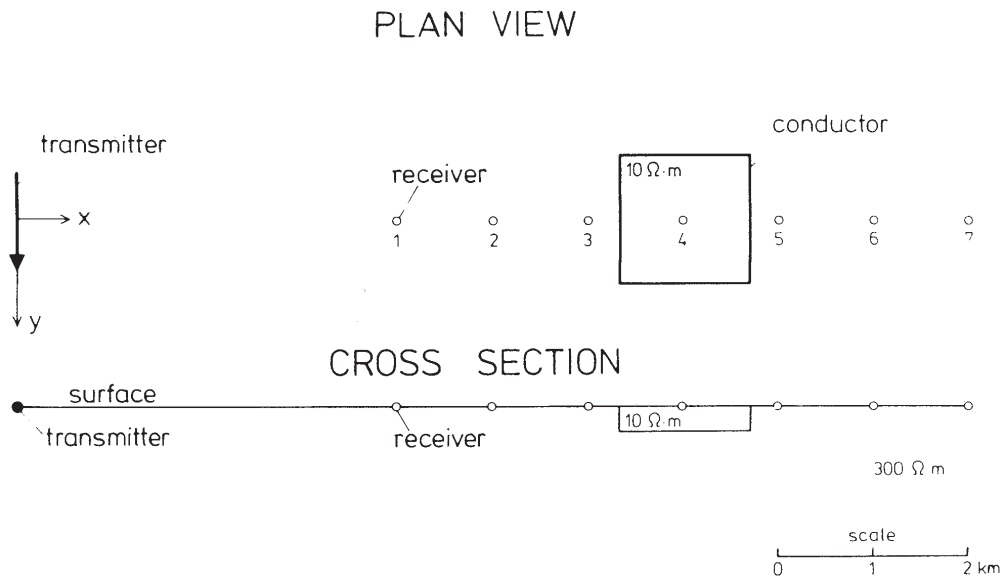 PLAN VIEW
transmitter
conductor
receiver
10 Ω·m
x
1 2 3 4 5 6 7
y
CROSS SECTION
surface
10 Ω·m
transmitter
receiver
300 Ω m
scale
0 1 2 km